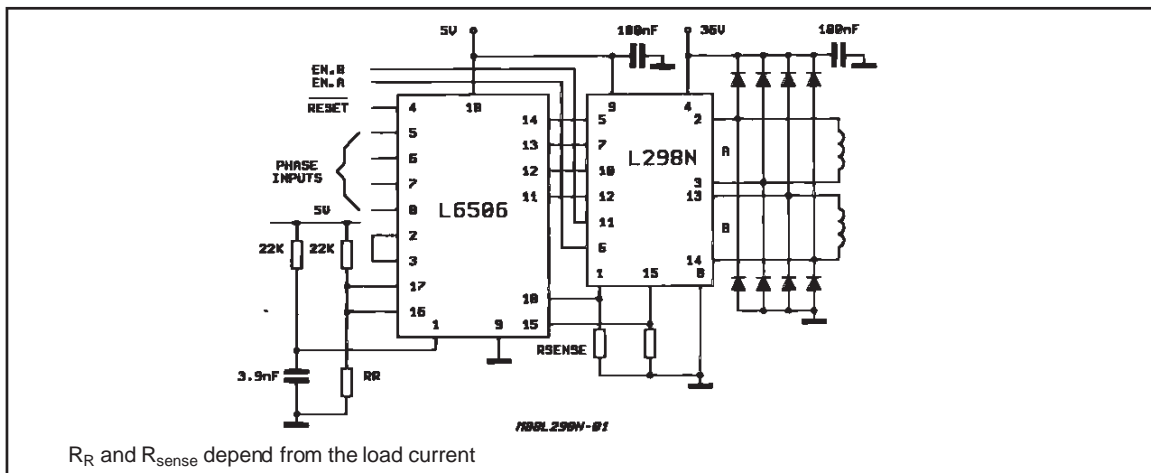 5V 100nF 36V 100nF
EN.B
EN.A
RESET 4 18 9 4
5 14 5 2
6 13 7 A
PHASE INPUTS L298N
7 12 10 3
L6506 11 12 13
8 11 B
5V
2 6 14
22K 22K 3 1 15 8
17 18
16 1 9 15
RSENSE
3.9nF RR
M88L298N-01
RR and Rsense depend from the load current